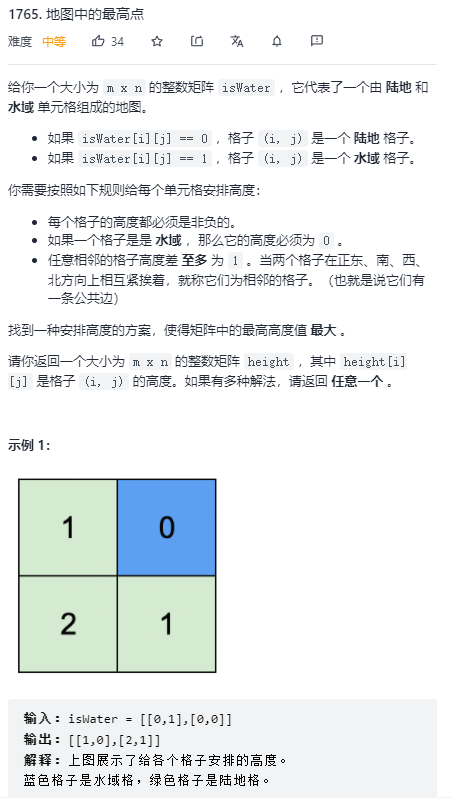 1765. 地图中的最高点
难度 中等 34
给你一个大小为 m x n 的整数矩阵 isWater ，它代表了一个由 陆地 和
水域 单元格组成的地图。
如果 isWater[i][j] == 0 ，格子 (i, j) 是一个 陆地 格子。
如果 isWater[i][j] == 1 ，格子 (i, j) 是一个 水域 格子。
你需要按照如下规则给每个单元格安排高度：
每个格子的高度都必须是非负的。
如果一个格子是是 水域 ，那么它的高度必须为 0 。
任意相邻的格子高度差 至多 为 1 。当两个格子在正东、南、西、
北方向上相互紧挨着，就称它们为相邻的格子。（也就是说它们有
一条公共边）
找到一种安排高度的方案，使得矩阵中的最高高度值 最大 。
请你返回一个大小为 m x n 的整数矩阵 height ，其中 height[i]
[j] 是格子 (i, j) 的高度。如果有多种解法，请返回 任意一个 。
示例 1：
1 0
2 1
输入：isWater = [[0,1],[0,0]]
输出：[[1,0],[2,1]]
解释：上图展示了给各个格子安排的高度。
蓝色格子是水域格，绿色格子是陆地格。